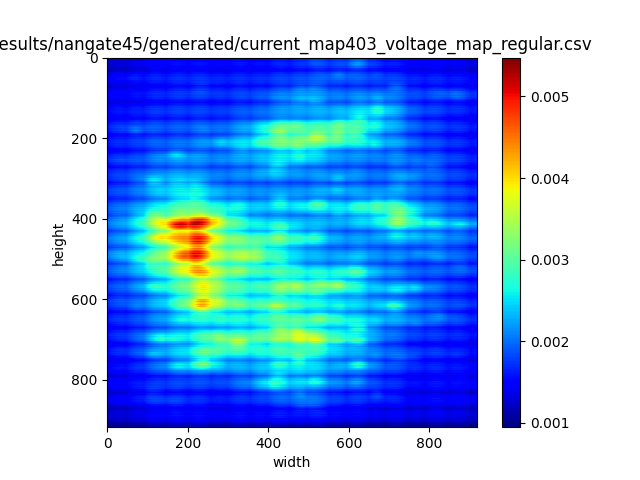 esults/nangate45/generated/current_map403_voltage_map_regular.csv
0
200
400
600
800
height
0 200 400 600 800
width
0.005
0.004
0.003
0.002
0.001